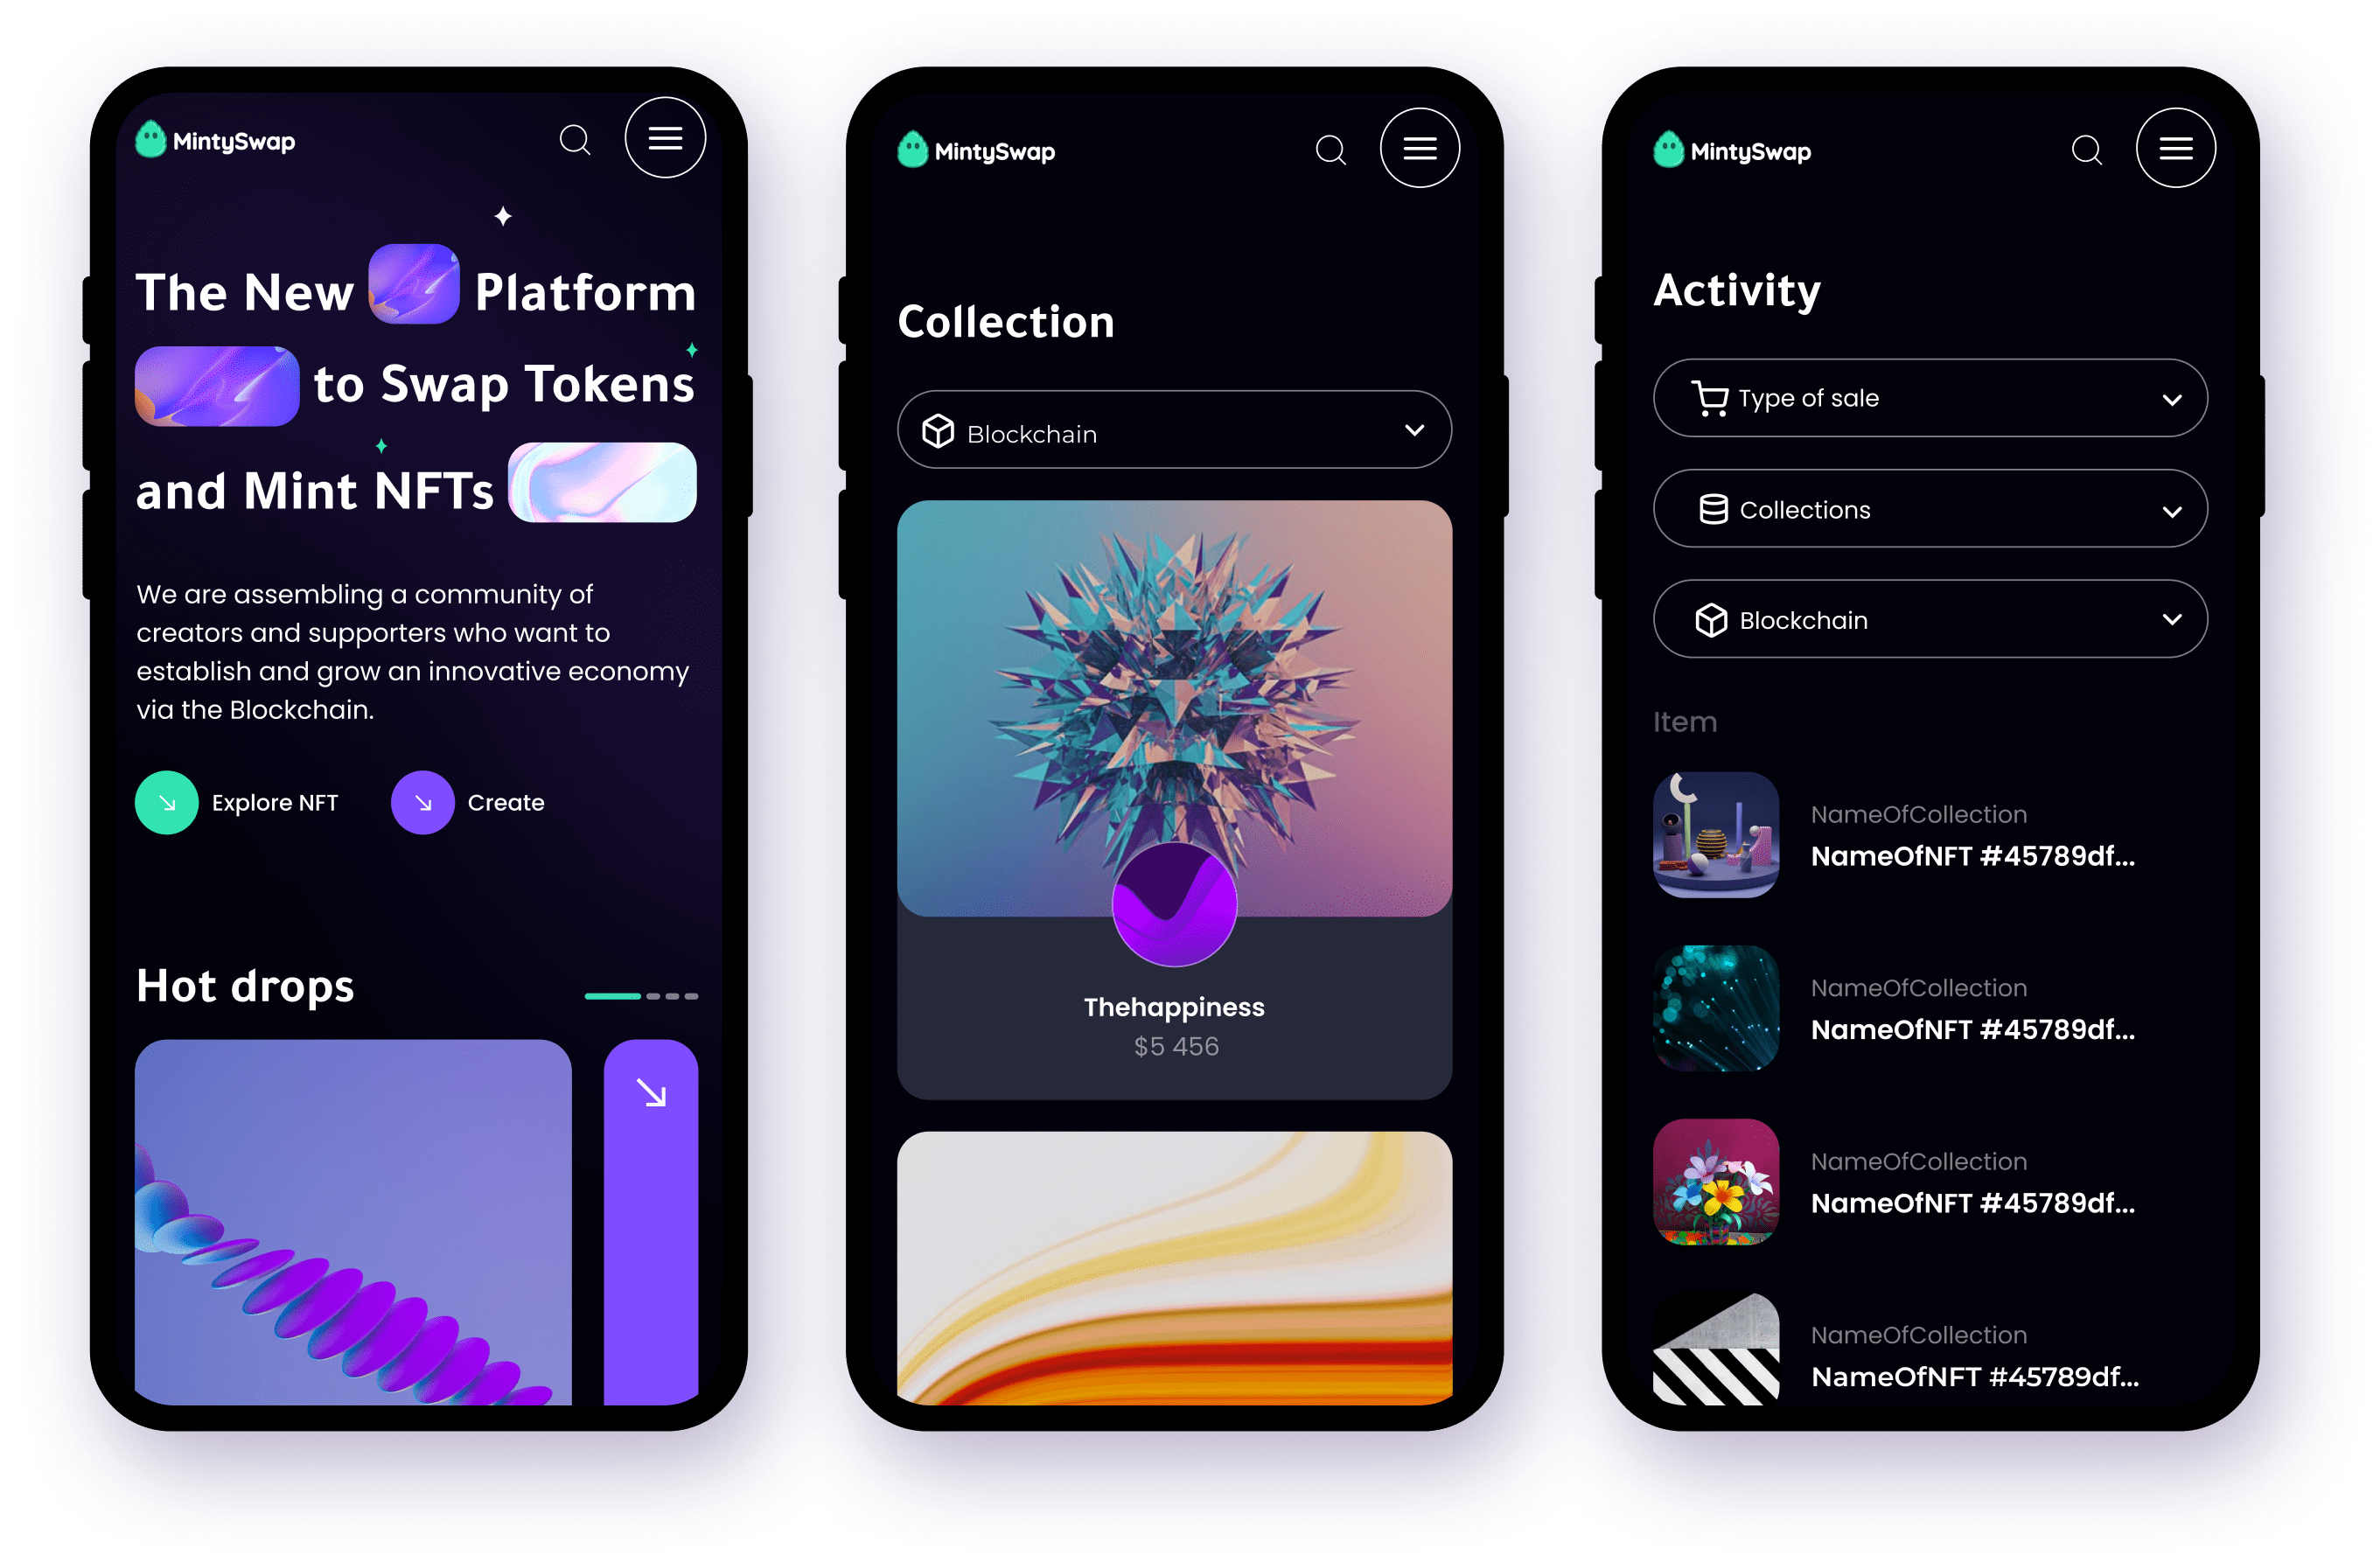 MintySwap
The New Platform
to Swap Tokens
and Mint NFTs
We are assembling a community of
creators and supporters who want to
establish and grow an innovative economy
via the Blockchain.
Explore NFT
Create
Hot drops
MintySwap
Collection
Blockchain
Thehappiness
$5 456
MintySwap
Activity
Type of sale
Collections
Blockchain
Item
NameOfCollection
NameOfNFT #45789df...
NameOfCollection
NameOfNFT #45789df...
NameOfCollection
NameOfNFT #45789df...
NameOfCollection
NameOfNFT #45789df...